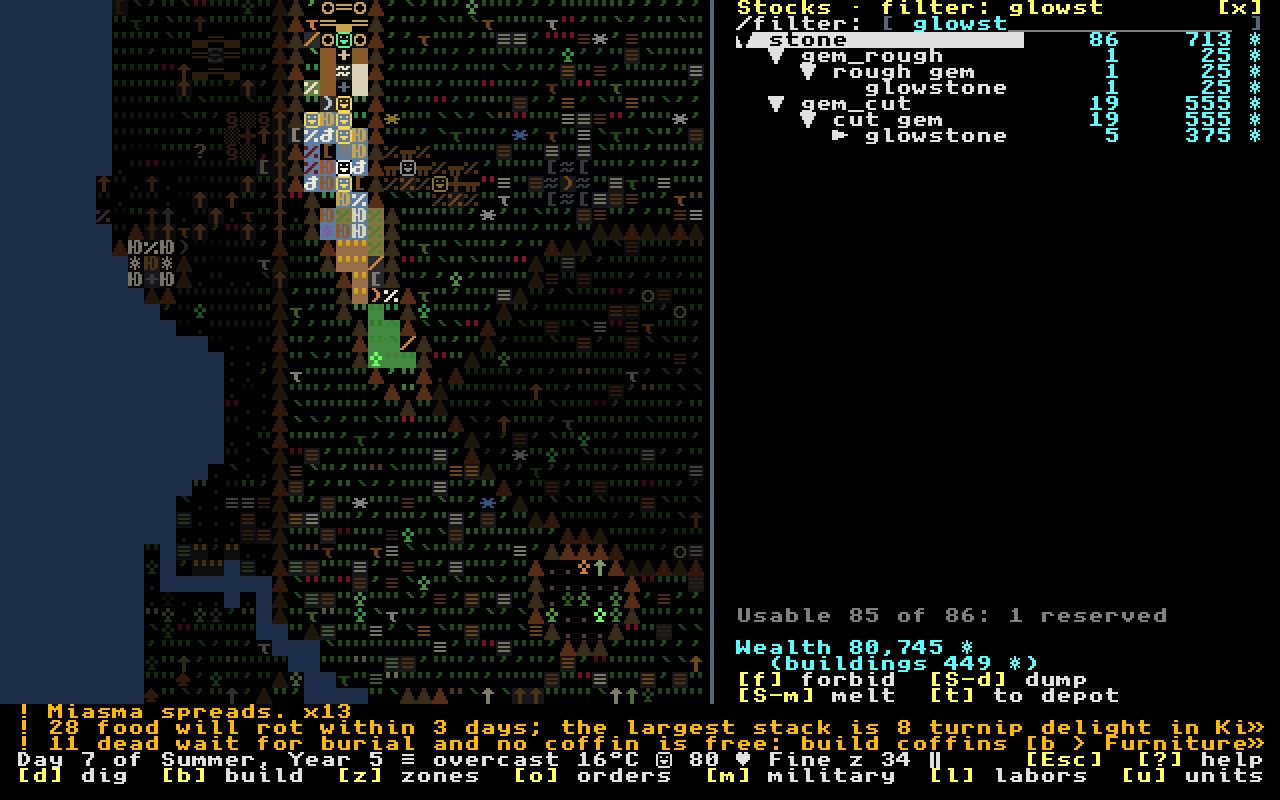 Stocks · filter: glowst [x]
/filter: [ glowst ]
▼ stone 86 713 *
▼ gem_rough 1 25 *
▼ rough gem 1 25 *
glowstone 1 25 *
▼ gem_cut 19 555 *
▼ cut gem 19 555 *
► glowstone 5 375 *
Usable 85 of 86: 1 reserved
Wealth 80,745 *
(buildings 449 *)
[f] forbid [S-d] dump
[S-m] melt [t] to depot
! Miasma spreads. x13
! 28 food will rot within 3 days; the largest stack is 8 turnip delight in Ki»
! 11 dead wait for burial and no coffin is free: build coffins [b > Furniture»
Day 7 of Summer, Year 5 ≡ overcast 16°C ☺ 80 ♥ Fine z 34 ‖ [Esc] [?] help
[d] dig [b] build [z] zones [o] orders [m] military [l] labors [u] units